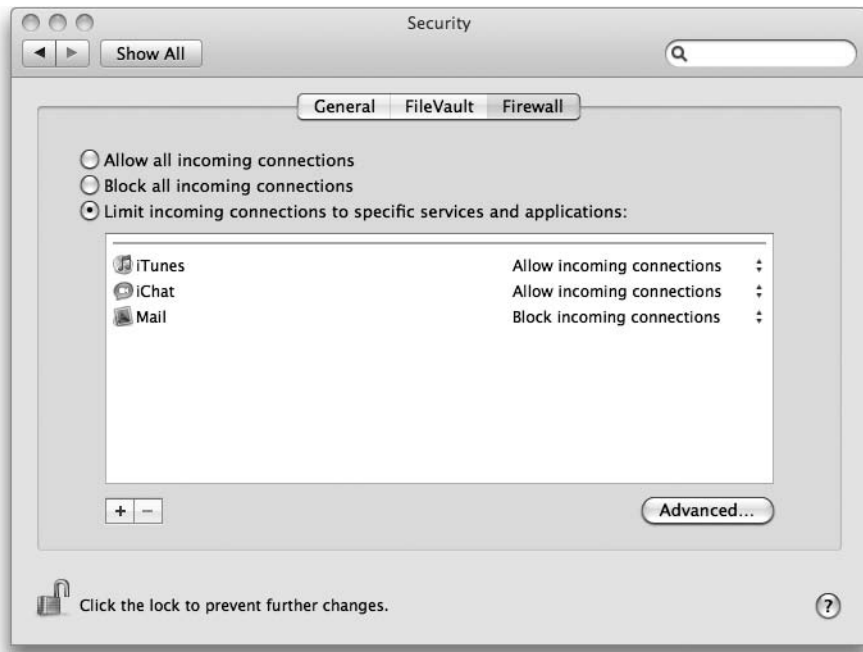 Security
Show All
General FileVault Firewall
Allow all incoming connections
Block all incoming connections
Limit incoming connections to specific services and applications:
iTunes Allow incoming connections
iChat Allow incoming connections
Mail Block incoming connections
+ − Advanced...
Click the lock to prevent further changes. ?